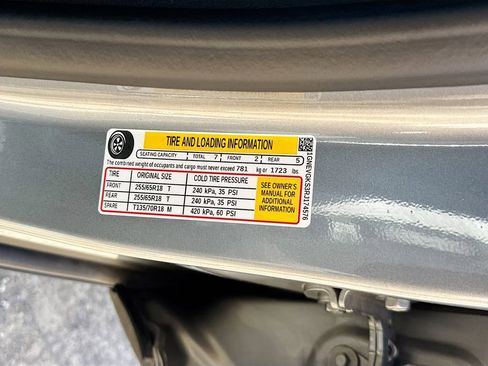 TIRE AND LOADING INFORMATION
SEATING CAPACITY TOTAL 7 FRONT 2 REAR 5
The combined weight of occupants and cargo must never exceed 781 kg or 1723 lbs.
TIRE ORIGINAL SIZE COLD TIRE PRESSURE
FRONT 255/65R18 T 240 kPa, 35 PSI
REAR 255/65R18 T 240 kPa, 35 PSI
SPARE T135/70R18 M 420 kPa, 60 PSI
SEE OWNER'S
MANUAL FOR
ADDITIONAL
INFORMATION